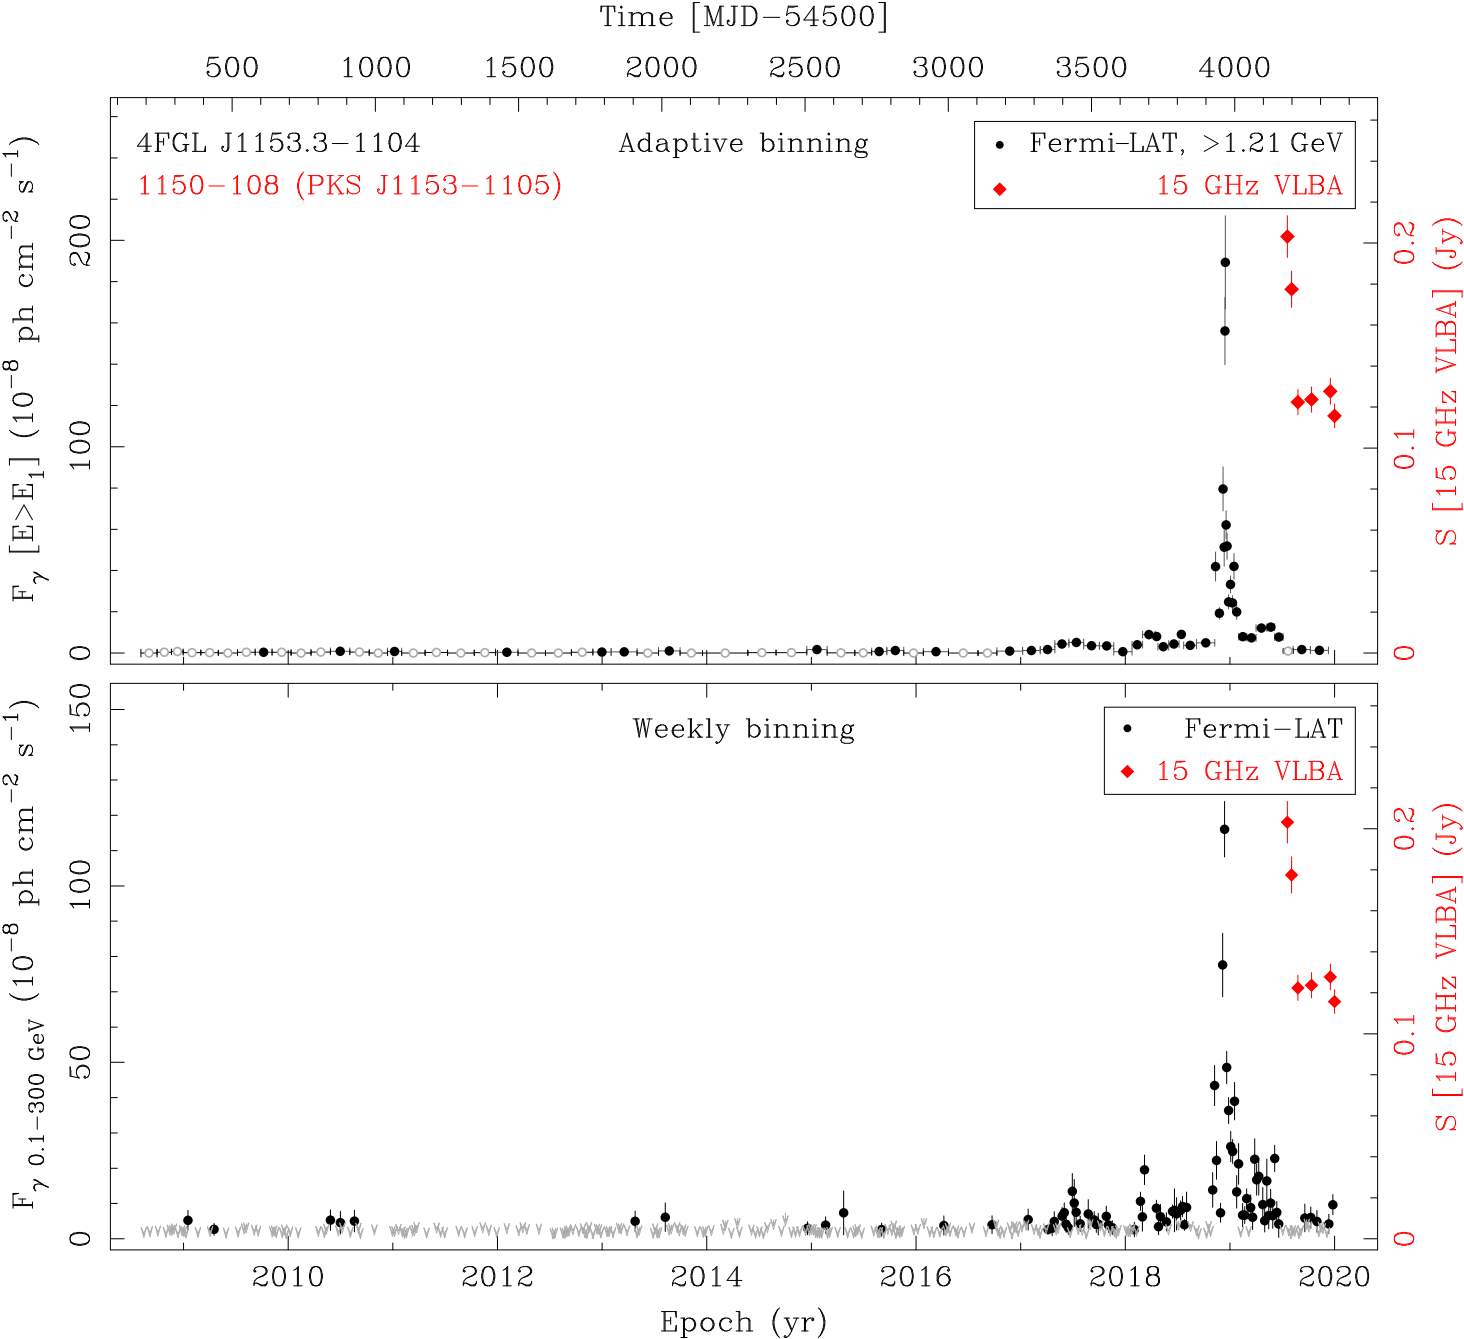 Time [MJD−54500]
500 1000 1500 2000 2500 3000 3500 4000
4FGL J1153.3−1104
1150−108 (PKS J1153−1105)
Adaptive binning
Fermi−LAT, >1.21 GeV
15 GHz VLBA
F_γ [E>E_1] (10^−8 ph cm^−2 s^−1)
200
100
0
0.2
0.1
0
S [15 GHz VLBA] (Jy)
Weekly binning
Fermi−LAT
15 GHz VLBA
F_γ 0.1−300 GeV (10^−8 ph cm^−2 s^−1)
150
100
50
0
0.2
0.1
0
S [15 GHz VLBA] (Jy)
2010 2012 2014 2016 2018 2020
Epoch (yr)